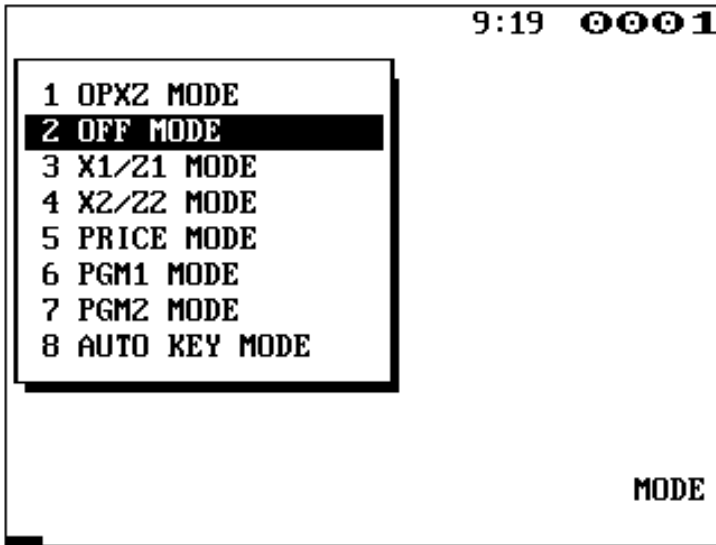 9:19 0001
1 OPXZ MODE
2 OFF MODE
3 X1/Z1 MODE
4 X2/Z2 MODE
5 PRICE MODE
6 PGM1 MODE
7 PGM2 MODE
8 AUTO KEY MODE
MODE